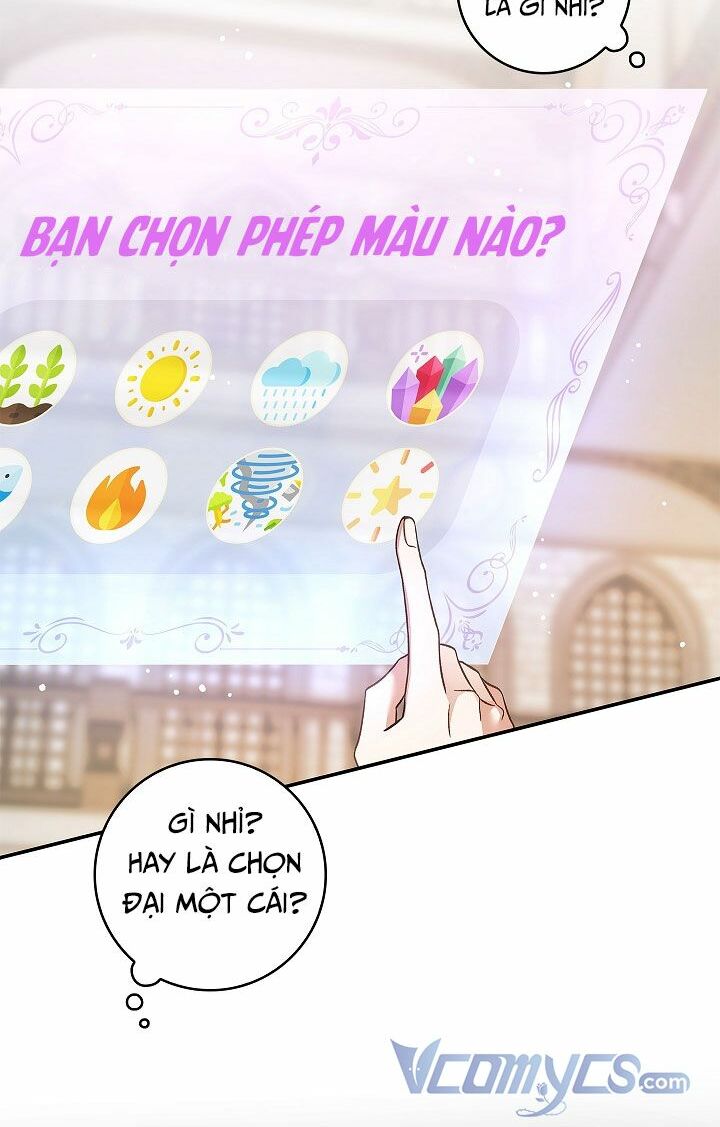 LÀ GÌ NHỈ?
BẠN CHỌN PHÉP MÀU NÀO?
GÌ NHỈ?
HAY LÀ CHỌN
ĐẠI MỘT CÁI?
VCOMYCS.com